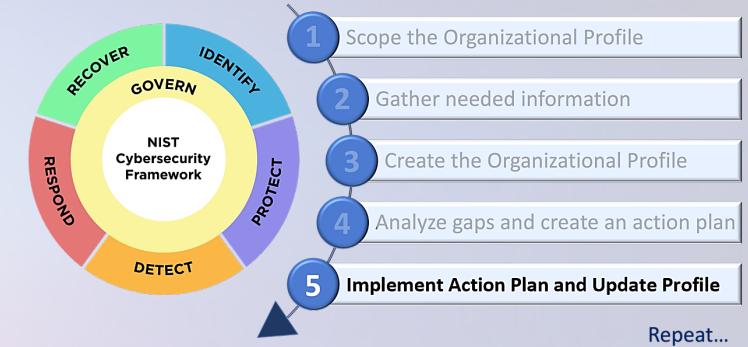 RECOVER
IDENTIFY
GOVERN
NIST
Cybersecurity
Framework
RESPOND
PROTECT
DETECT
1 Scope the Organizational Profile
2 Gather needed information
3 Create the Organizational Profile
4 Analyze gaps and create an action plan
5 Implement Action Plan and Update Profile
Repeat...